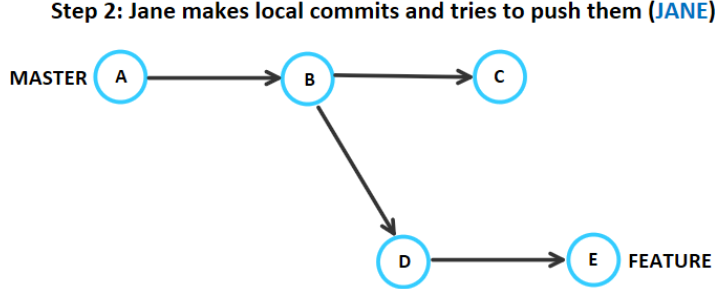 Step 2: Jane makes local commits and tries to push them (JANE)
MASTER A B C
D E FEATURE